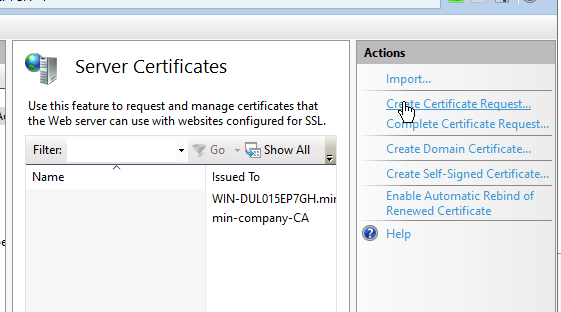 Actions
Server Certificates
Import...
Use this feature to request and manage certificates that
the Web server can use with websites configured for SSL.
Create Certificate Request...
Complete Certificate Request...
Filter:
Go
Show All
Create Domain Certificate...
Name
Issued To
Create Self-Signed Certificate...
WIN-DUL015EP7GH.mi
min-company-CA
Enable Automatic Rebind of
Renewed Certificate
Help